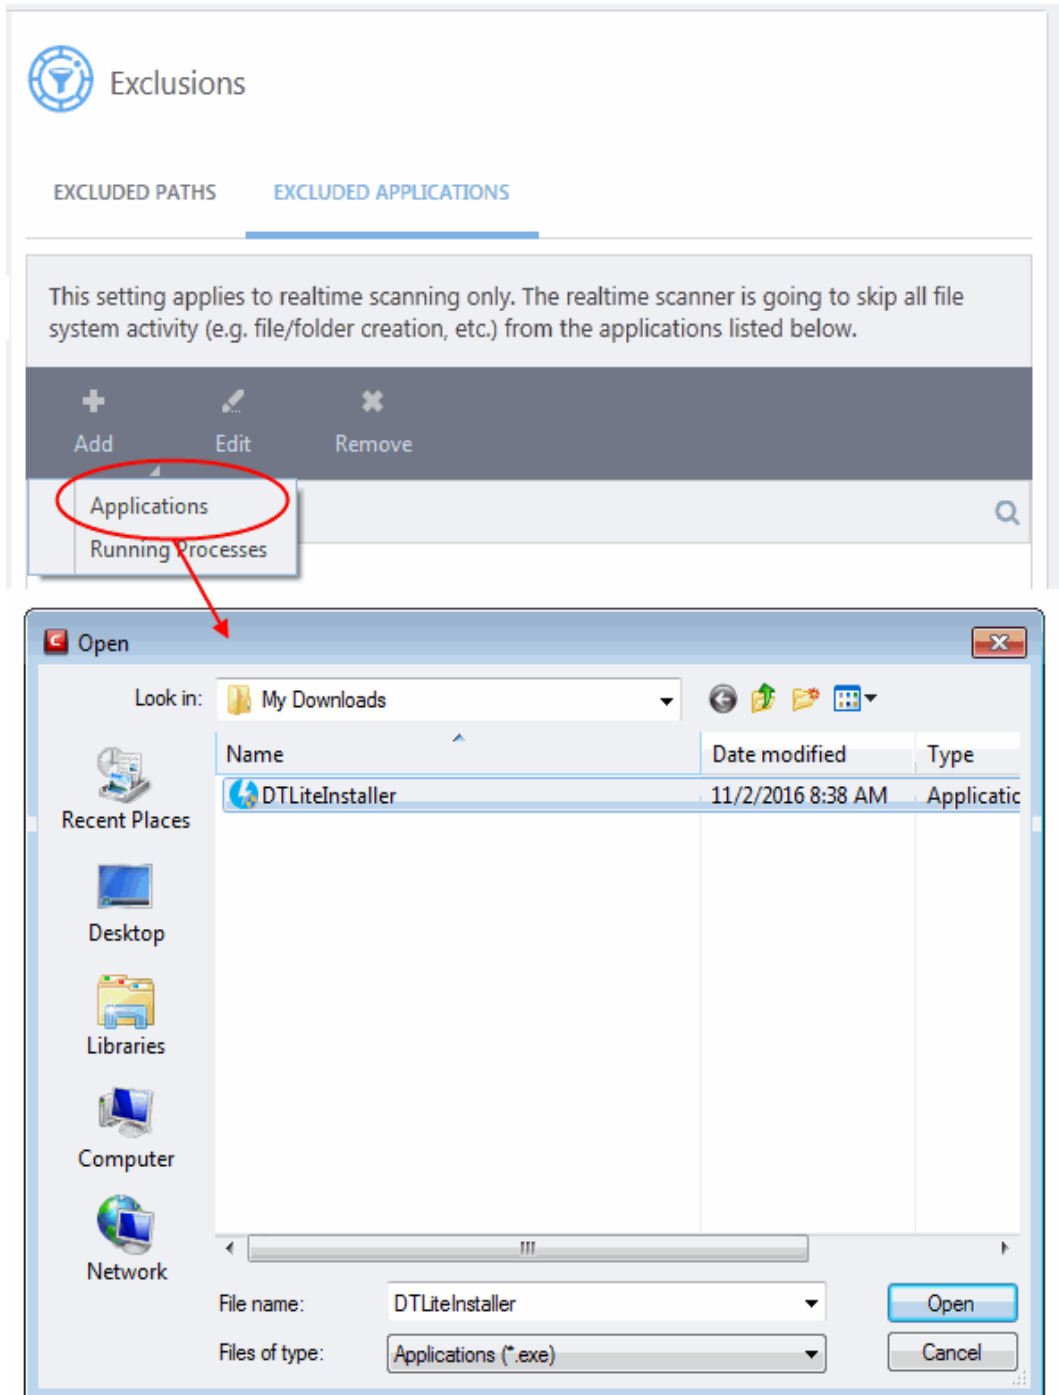 Exclusions
EXCLUDED PATHS EXCLUDED APPLICATIONS
This setting applies to realtime scanning only. The realtime scanner is going to skip all file
system activity (e.g. file/folder creation, etc.) from the applications listed below.
Add Edit Remove
Applications
Running Processes
Open
Look in: My Downloads
Name Date modified Type
DTLiteInstaller 11/2/2016 8:38 AM Applicatic
Recent Places
Desktop
Libraries
Computer
Network
File name: DTLiteInstaller Open
Files of type: Applications (*.exe) Cancel